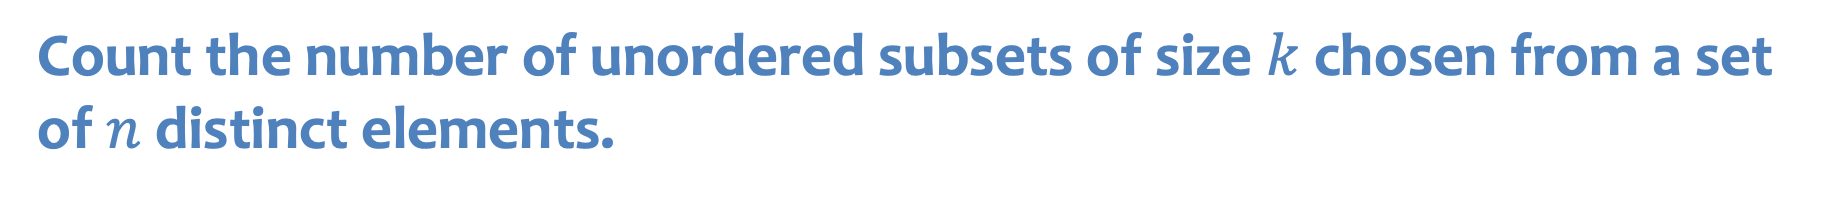 Count the number of unordered subsets of size k chosen from a set
of n distinct elements.